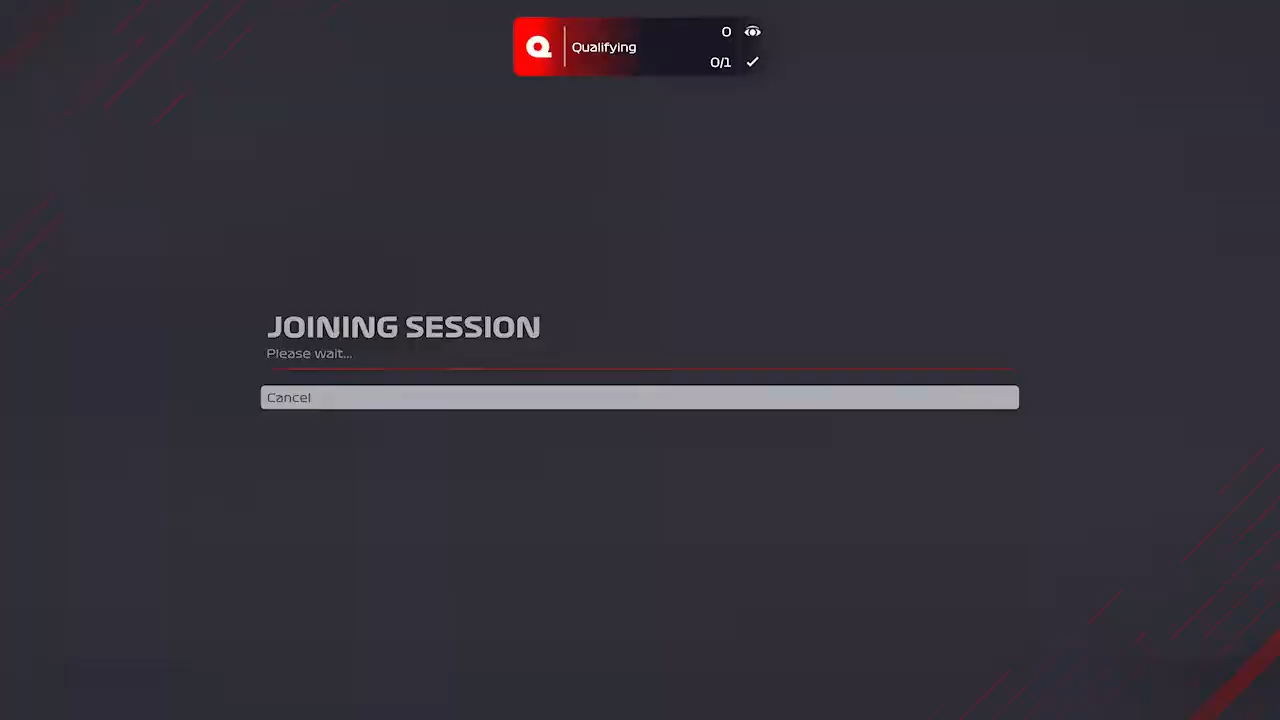 Q
Qualifying
0
0/1
JOINING SESSION
Please wait...
Cancel